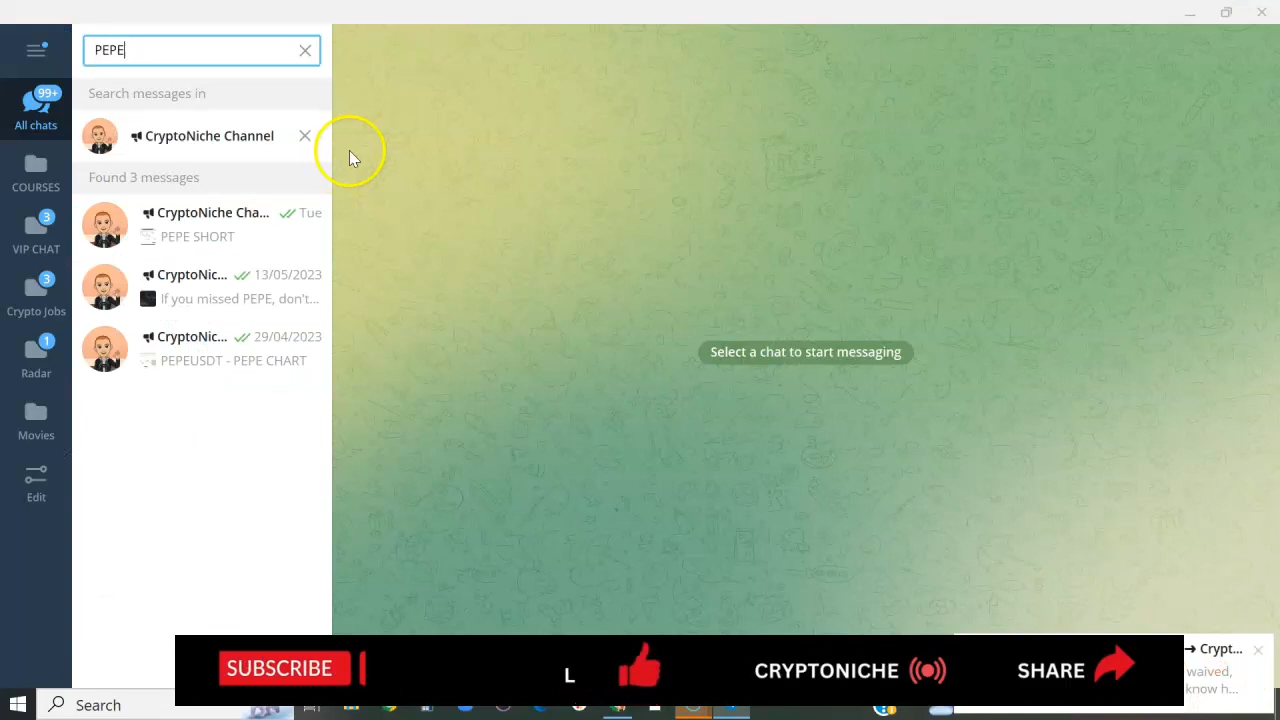 PEPE
99+
Search messages in
All chats
CryptoNiche Channel
Found 3 messages
COURSES
CryptoNiche Cha... Tue
PEPE SHORT
3
VIP CHAT
CryptoNic... 13/05/2023
If you missed PEPE, don't...
3
Crypto Jobs
CryptoNic... 29/04/2023
PEPEUSDT - PEPE CHART
1
Radar
Select a chat to start messaging
Movies
Edit
➔ Crypt...
waived,
know h...
SUBSCRIBE
L
CRYPTONICHE
SHARE
Search